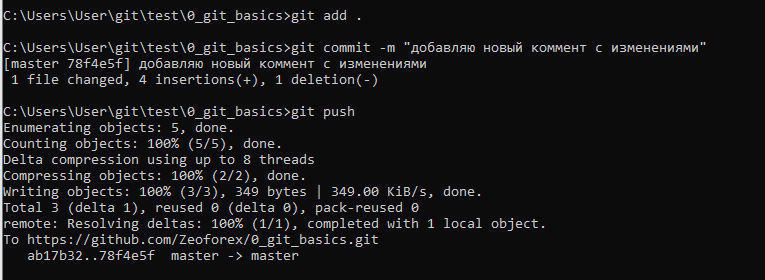 C:\Users\User\git\test\0_git_basics>git add .
C:\Users\User\git\test\0_git_basics>git commit -m "добавляю новый коммент с изменениями"
[master 78f4e5f] добавляю новый коммент с изменениями
1 file changed, 4 insertions(+), 1 deletion(-)
C:\Users\User\git\test\0_git_basics>git push
Enumerating objects: 5, done.
Counting objects: 100% (5/5), done.
Delta compression using up to 8 threads
Compressing objects: 100% (2/2), done.
Writing objects: 100% (3/3), 349 bytes | 349.00 KiB/s, done.
Total 3 (delta 1), reused 0 (delta 0), pack-reused 0
remote: Resolving deltas: 100% (1/1), completed with 1 local object.
To https://github.com/Zeoforex/0_git_basics.git
ab17b32..78f4e5f  master -> master